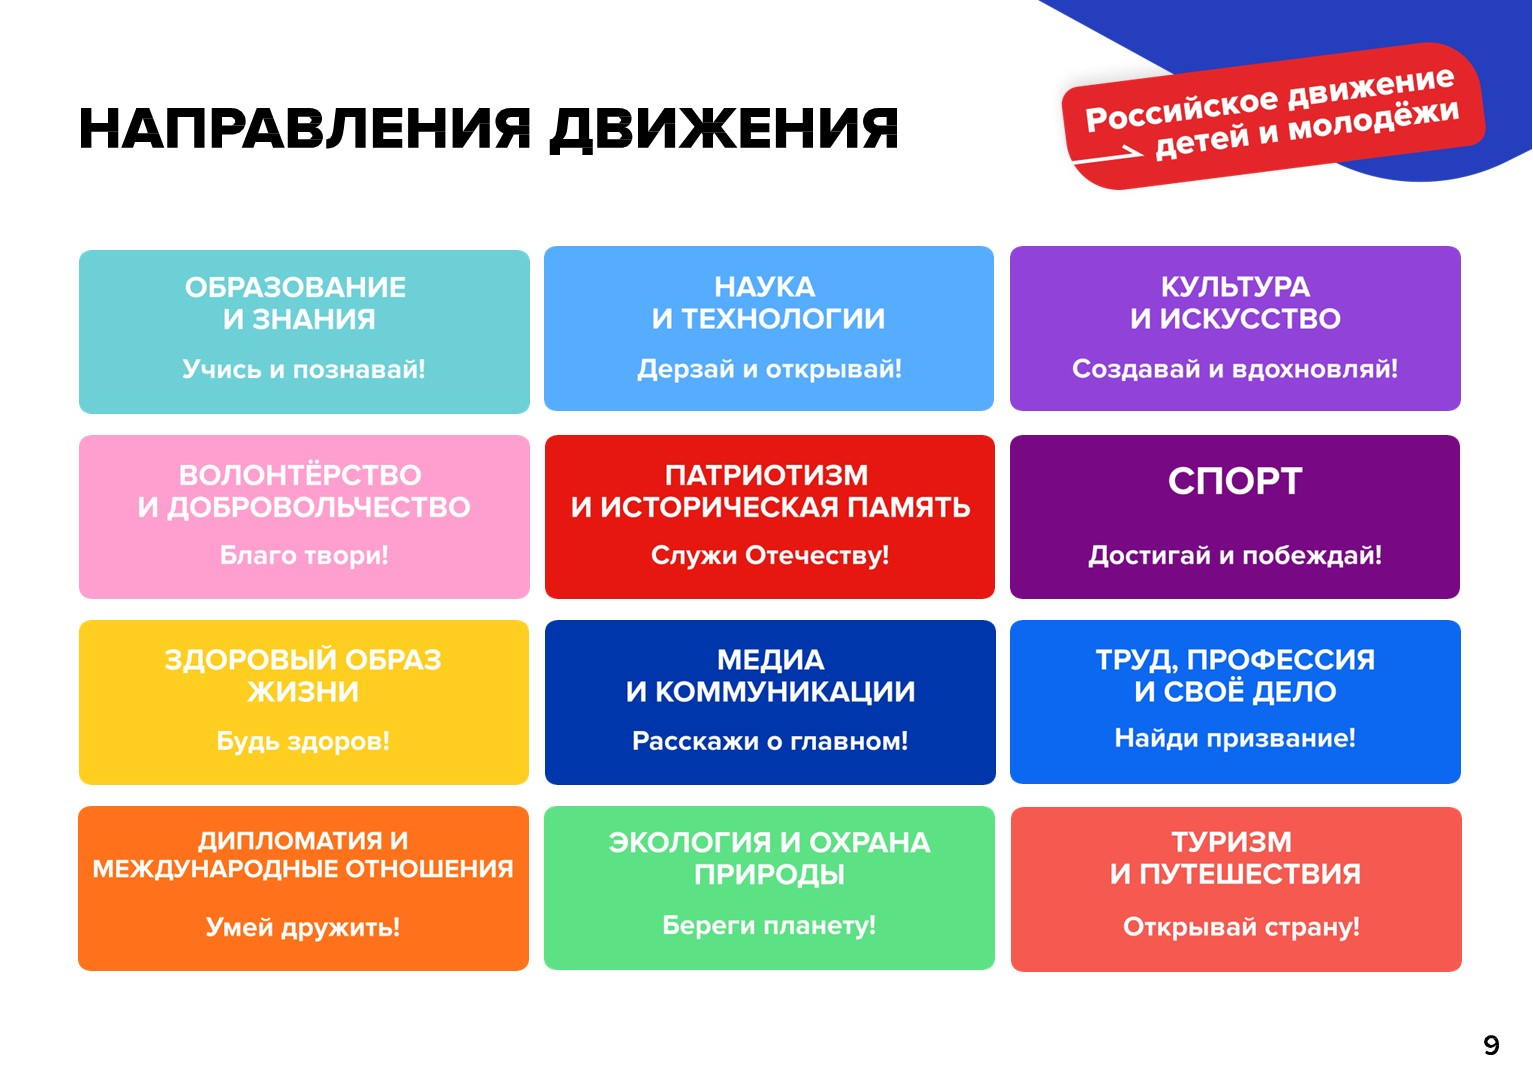 НАПРАВЛЕНИЯ ДВИЖЕНИЯ
Российское движение
детей и молодёжи
ОБРАЗОВАНИЕ
И ЗНАНИЯ
Учись и познавай!
НАУКА
И ТЕХНОЛОГИИ
Дерзай и открывай!
КУЛЬТУРА
И ИСКУССТВО
Создавай и вдохновляй!
ВОЛОНТЁРСТВО
И ДОБРОВОЛЬЧЕСТВО
Благо твори!
ПАТРИОТИЗМ
И ИСТОРИЧЕСКАЯ ПАМЯТЬ
Служи Отечеству!
СПОРТ
Достигай и побеждай!
ЗДОРОВЫЙ ОБРАЗ
ЖИЗНИ
Будь здоров!
МЕДИА
И КОММУНИКАЦИИ
Расскажи о главном!
ТРУД, ПРОФЕССИЯ
И СВОЁ ДЕЛО
Найди призвание!
ДИПЛОМАТИЯ И
МЕЖДУНАРОДНЫЕ ОТНОШЕНИЯ
Умей дружить!
ЭКОЛОГИЯ И ОХРАНА
ПРИРОДЫ
Береги планету!
ТУРИЗМ
И ПУТЕШЕСТВИЯ
Открывай страну!
9